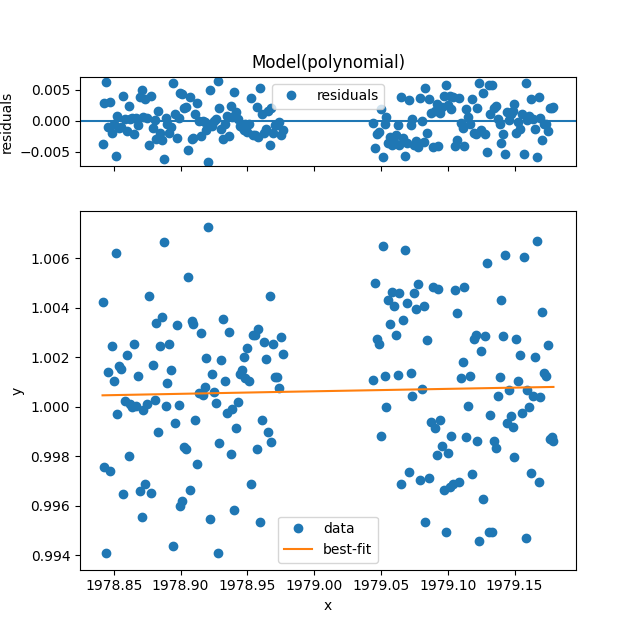 Model(polynomial)
residuals
0.005
0.000
−0.005
residuals
y
1.006
1.004
1.002
1.000
0.998
0.996
0.994
data
best-fit
1978.85 1978.90 1978.95 1979.00 1979.05 1979.10 1979.15
x